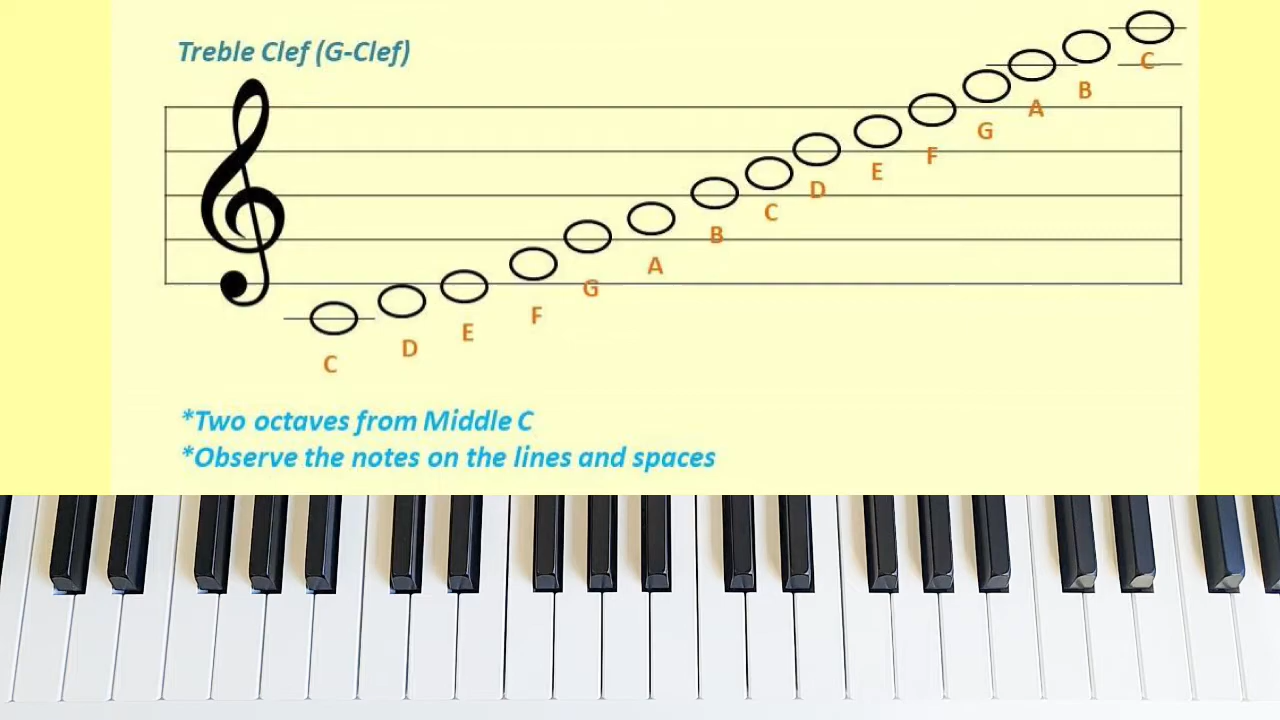 Treble Clef (G-Clef)
C D E F G A B C D E F G A B C
*Two octaves from Middle C
*Observe the notes on the lines and spaces